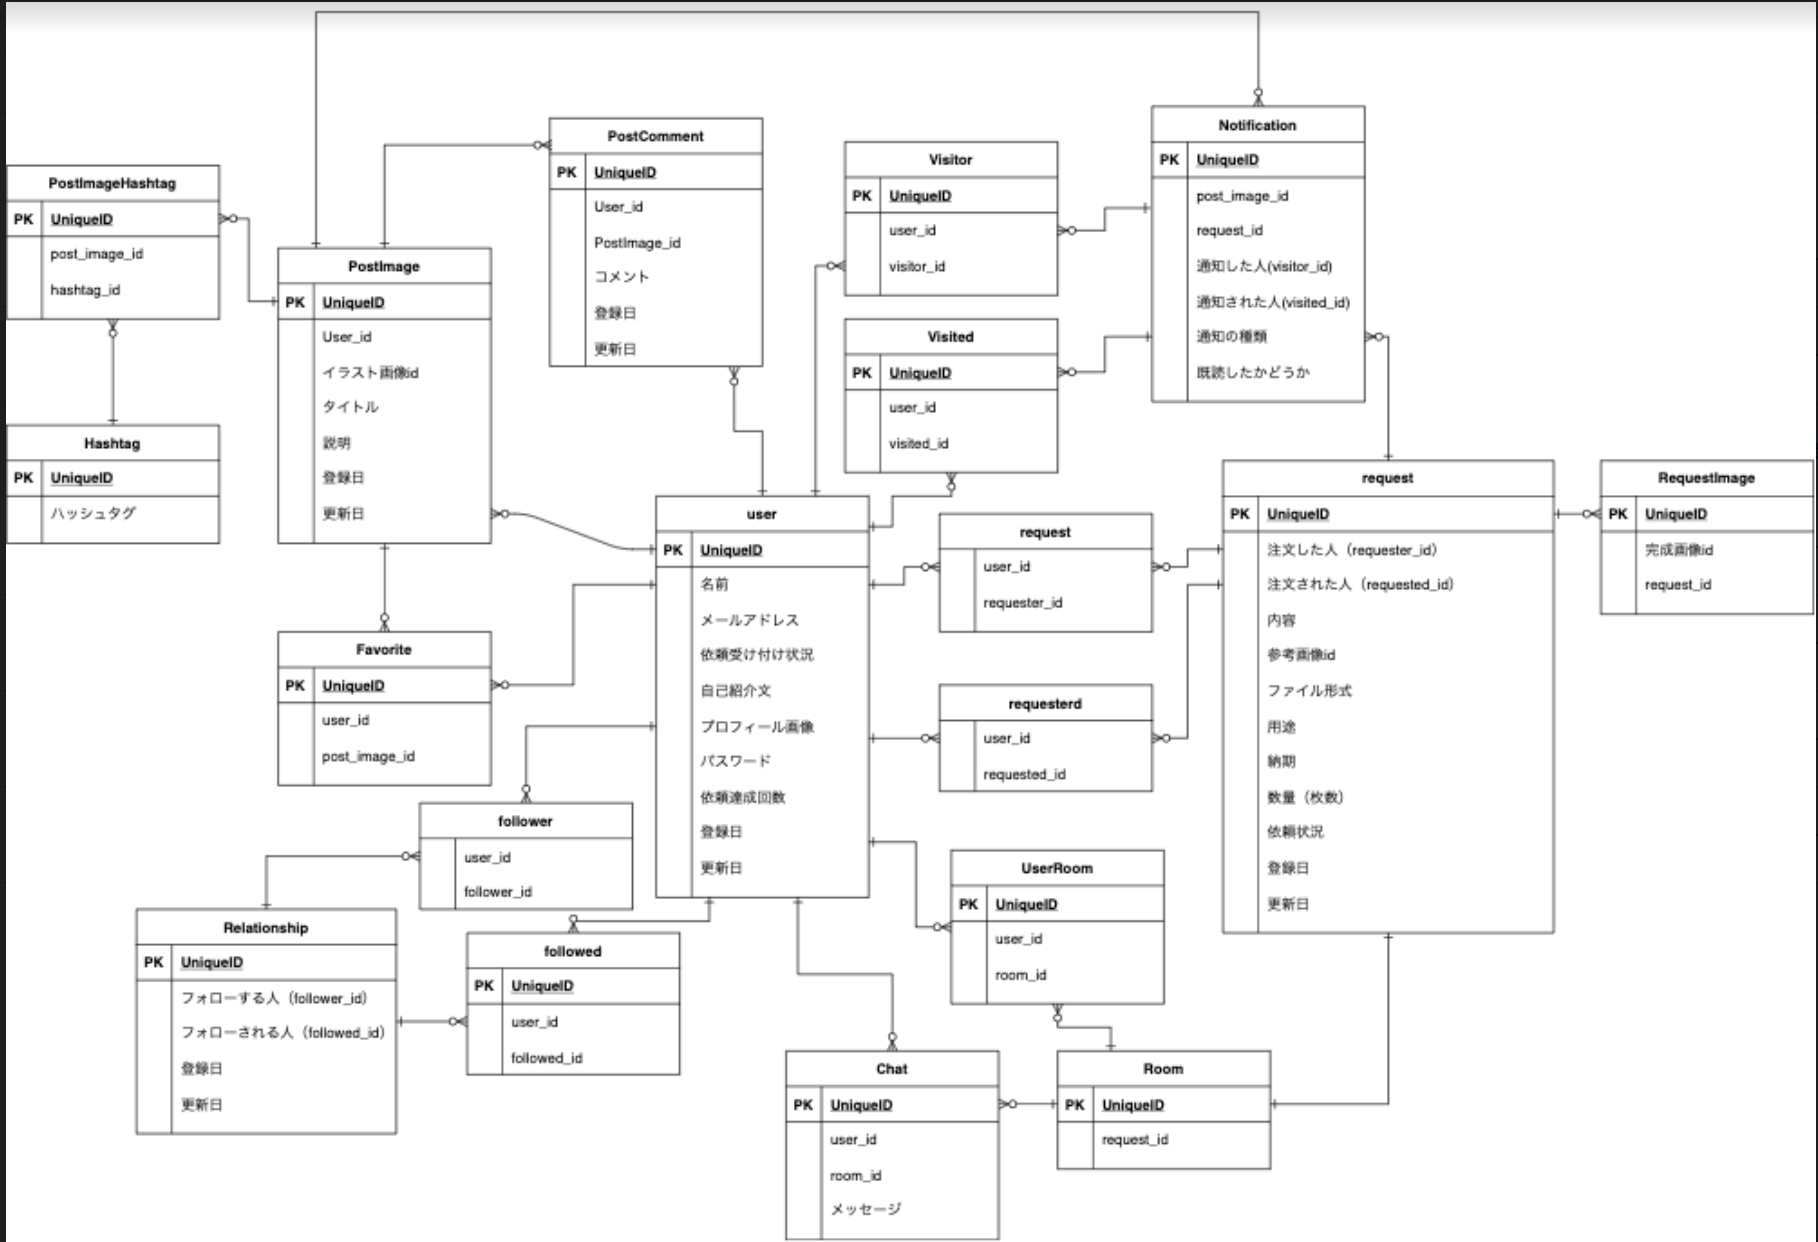 PostImageHashtag
PK UniqueID
post_image_id
hashtag_id
Hashtag
PK UniqueID
ハッシュタグ
PostImage
PK UniqueID
User_id
イラスト画像id
タイトル
説明
登録日
更新日
Favorite
PK UniqueID
user_id
post_image_id
PostComment
PK UniqueID
User_id
PostImage_id
コメント
登録日
更新日
Visitor
PK UniqueID
user_id
visitor_id
Visited
PK UniqueID
user_id
visited_id
Notification
PK UniqueID
post_image_id
request_id
通知した人(visitor_id)
通知された人(visited_id)
通知の種類
既読したかどうか
user
PK UniqueID
名前
メールアドレス
依頼受け付け状況
自己紹介文
プロフィール画像
パスワード
依頼達成回数
登録日
更新日
request
user_id
requester_id
requesterd
user_id
requested_id
request
PK UniqueID
注文した人（requester_id）
注文された人（requested_id）
内容
参考画像id
ファイル形式
用途
納期
数量（枚数）
依頼状況
登録日
更新日
RequestImage
PK UniqueID
完成画像id
request_id
follower
user_id
follower_id
Relationship
PK UniqueID
フォローする人（follower_id）
フォローされる人（followed_id）
登録日
更新日
followed
PK UniqueID
user_id
followed_id
UserRoom
PK UniqueID
user_id
room_id
Chat
PK UniqueID
user_id
room_id
メッセージ
Room
PK UniqueID
request_id